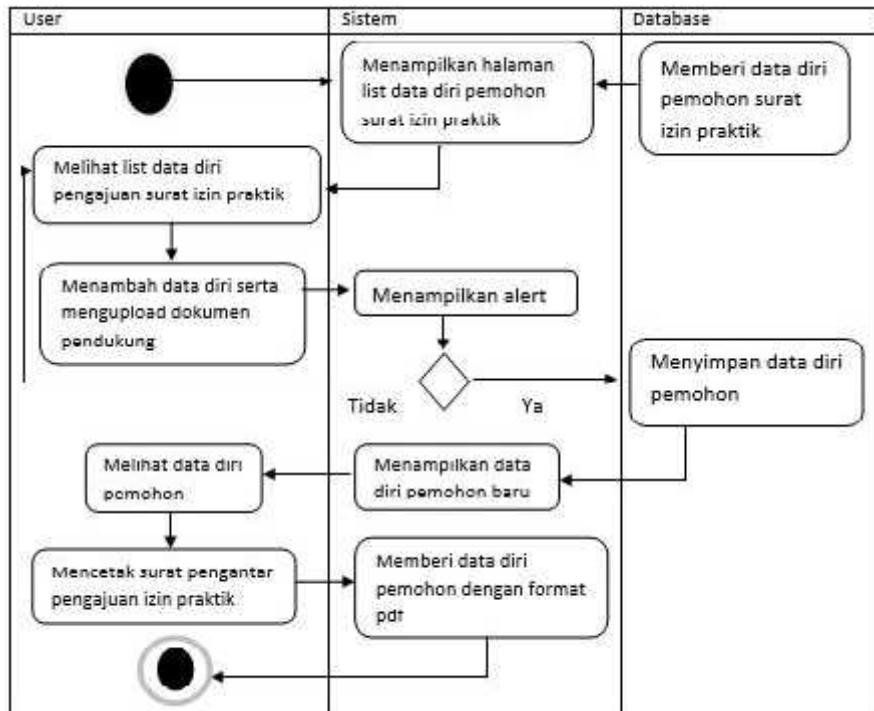 User
Sistem
Database
Menampilkan halaman
list data diri pemohon
surat izin praktik
Memberi data diri
pemohon surat
izin praktik
Melihat list data diri
pengajuan surat izin praktik
Menambah data diri serta
mengupload dokumen
pendukung
Menampilkan alert
Menyimpan data diri
pemohon
Tidak
Ya
Melihat data diri
pemohon
Menampilkan data
diri pemohon baru
Mencetak surat pengantar
pengajuan izin praktik
Memberi data diri
pemohon dengan format
pdf